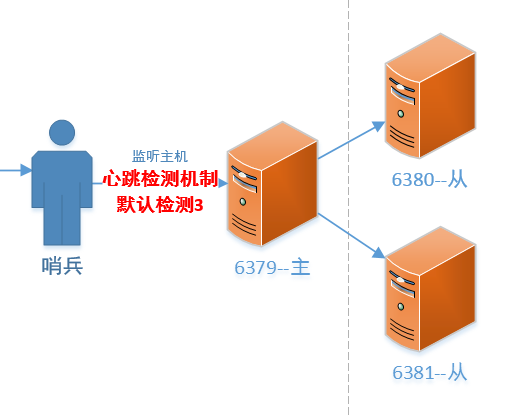 监听主机
心跳检测机制
默认检测3
哨兵
6379--主
6380--从
6381--从